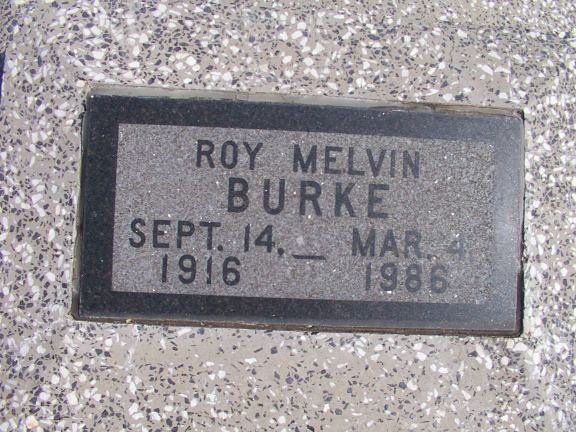 ROY MELVIN
BURKE
SEPT. 14, — MAR. 4,
1916 1986